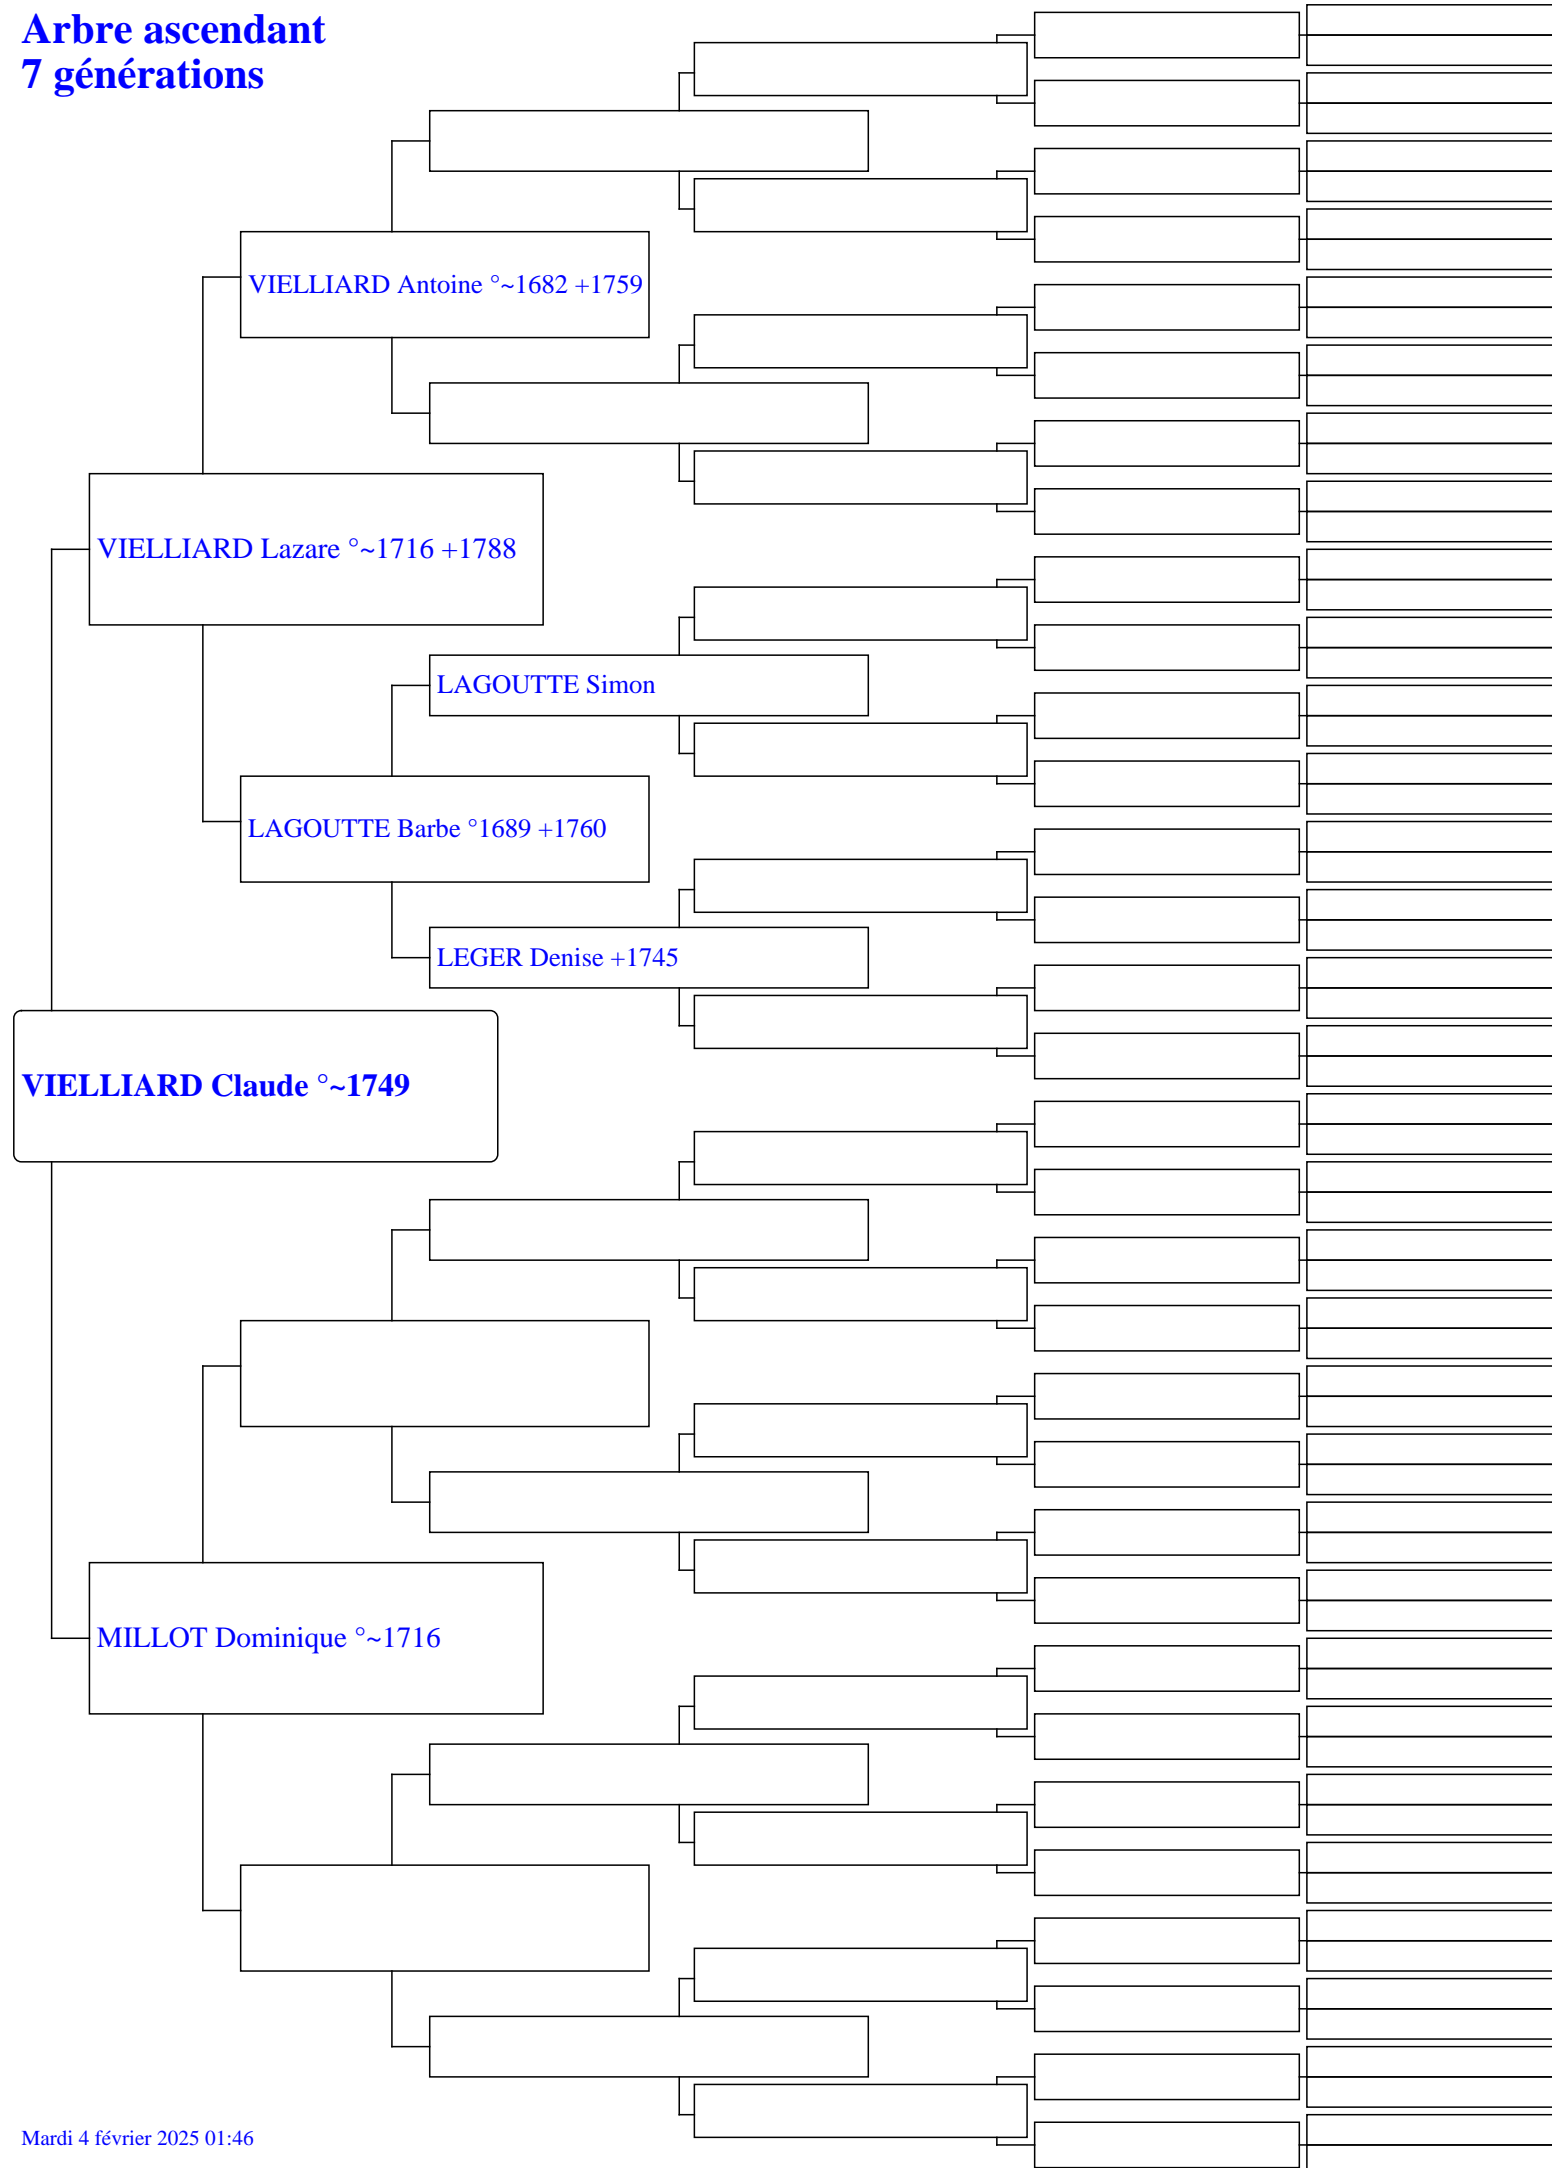 Arbre ascendant
7 générations
VIELLIARD Antoine °~1682 +1759
VIELLIARD Lazare °~1716 +1788
LAGOUTTE Simon
LAGOUTTE Barbe °1689 +1760
LEGER Denise +1745
VIELLIARD Claude °~1749
MILLOT Dominique °~1716
Mardi 4 février 2025 01:46